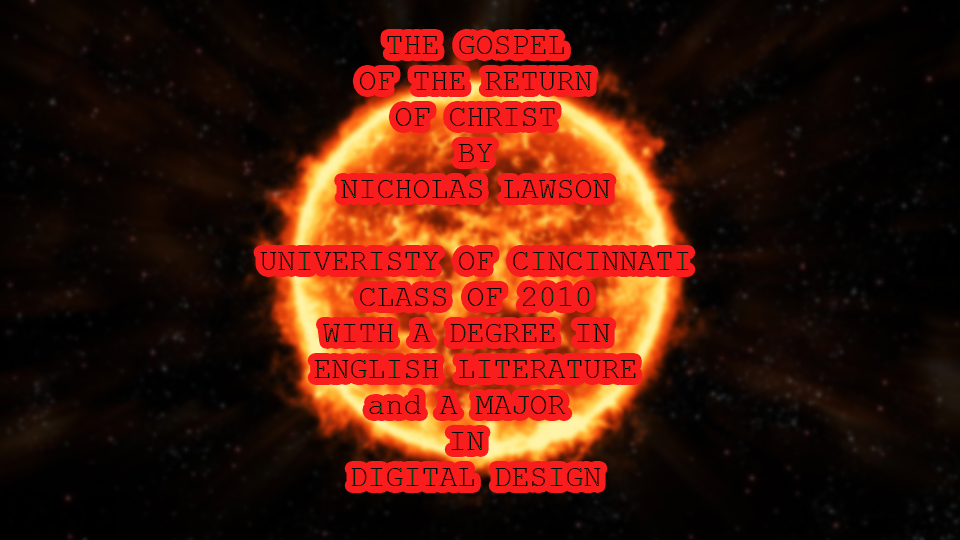 THE GOSPEL
OF THE RETURN
OF CHRIST
BY
NICHOLAS LAWSON
UNIVERISTY OF CINCINNATI
CLASS OF 2010
WITH A DEGREE IN
ENGLISH LITERATURE
and A MAJOR
IN
DIGITAL DESIGN